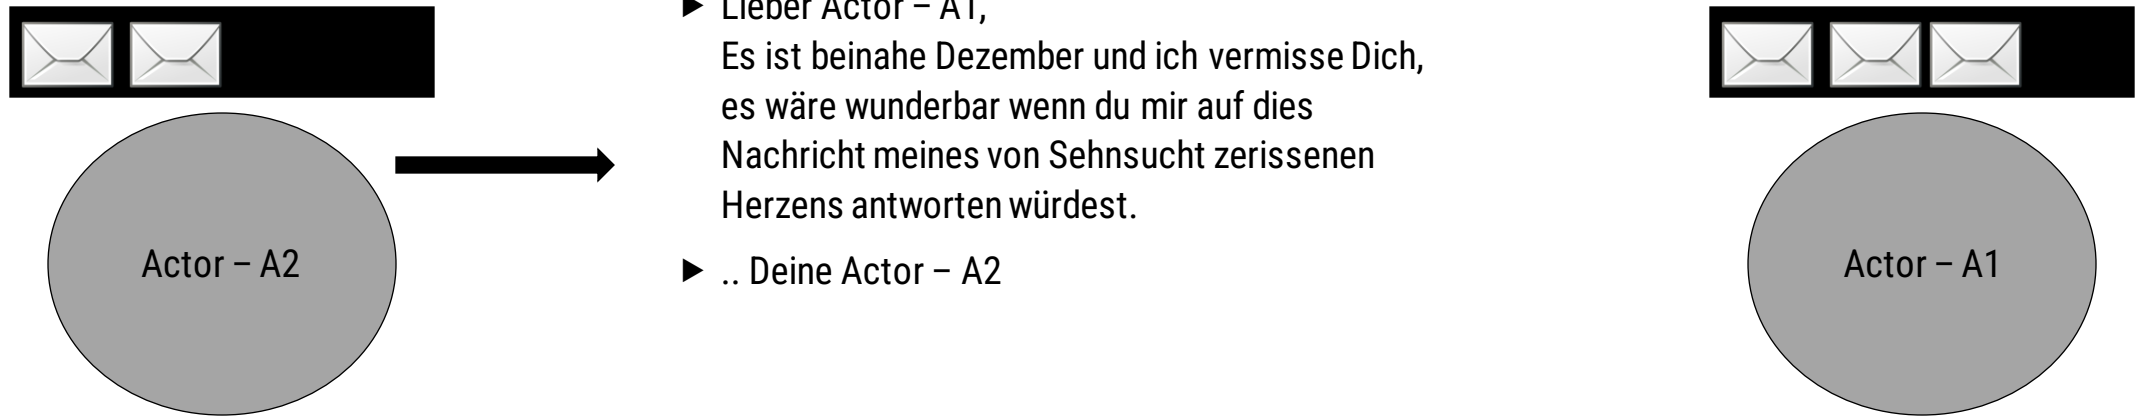 Lieber Actor – A1,
Es ist beinahe Dezember und ich vermisse Dich,
es wäre wunderbar wenn du mir auf dies
Nachricht meines von Sehnsucht zerissenen
Herzens antworten würdest.
.. Deine Actor – A2
Actor – A2
Actor – A1